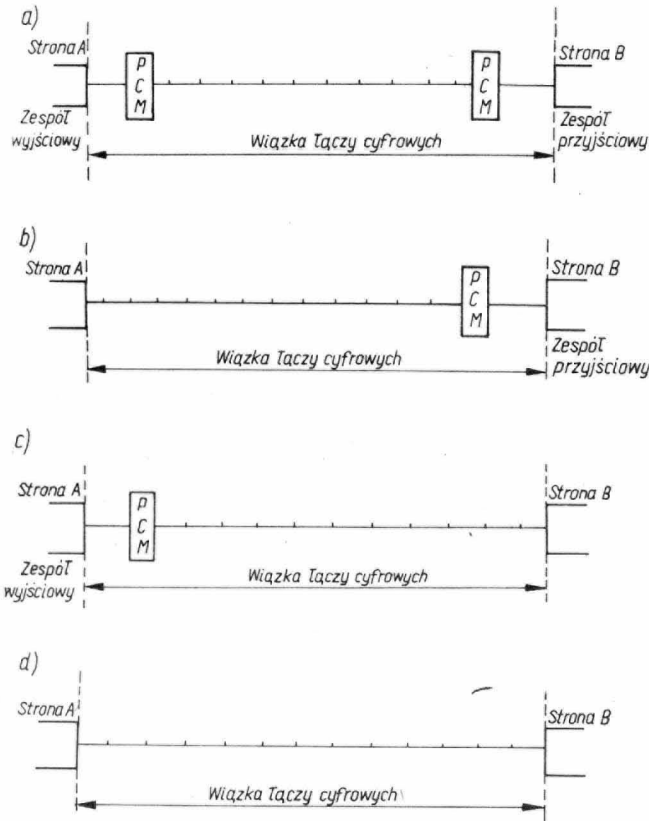 a)
Strona A
P
C
M
P
C
M
Strona B
Zespół
wyjściowy
Wiązka łączy cyfrowych
Zespół
przyjściowy
b)
Strona A
P
C
M
Strona B
Wiązka łączy cyfrowych
Zespół
przyjściowy
c)
Strona A
P
C
M
Strona B
Zespół
wyjściowy
Wiązka łączy cyfrowych
d)
Strona A
Strona B
Wiązka łączy cyfrowych